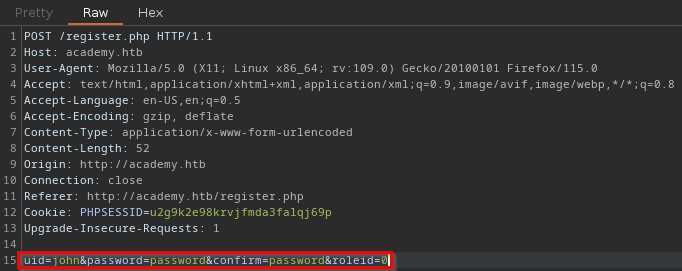 Pretty Raw Hex
1 POST /register.php HTTP/1.1
2 Host: academy.htb
3 User-Agent: Mozilla/5.0 (X11; Linux x86_64; rv:109.0) Gecko/20100101 Firefox/115.0
4 Accept: text/html,application/xhtml+xml,application/xml;q=0.9,image/avif,image/webp,*/*;q=0.8
5 Accept-Language: en-US,en;q=0.5
6 Accept-Encoding: gzip, deflate
7 Content-Type: application/x-www-form-urlencoded
8 Content-Length: 52
9 Origin: http://academy.htb
10 Connection: close
11 Referer: http://academy.htb/register.php
12 Cookie: PHPSESSID=u2g9k2e98krvjfmda3falqj69p
13 Upgrade-Insecure-Requests: 1
14
15 uid=john&password=password&confirm=password&roleid=0